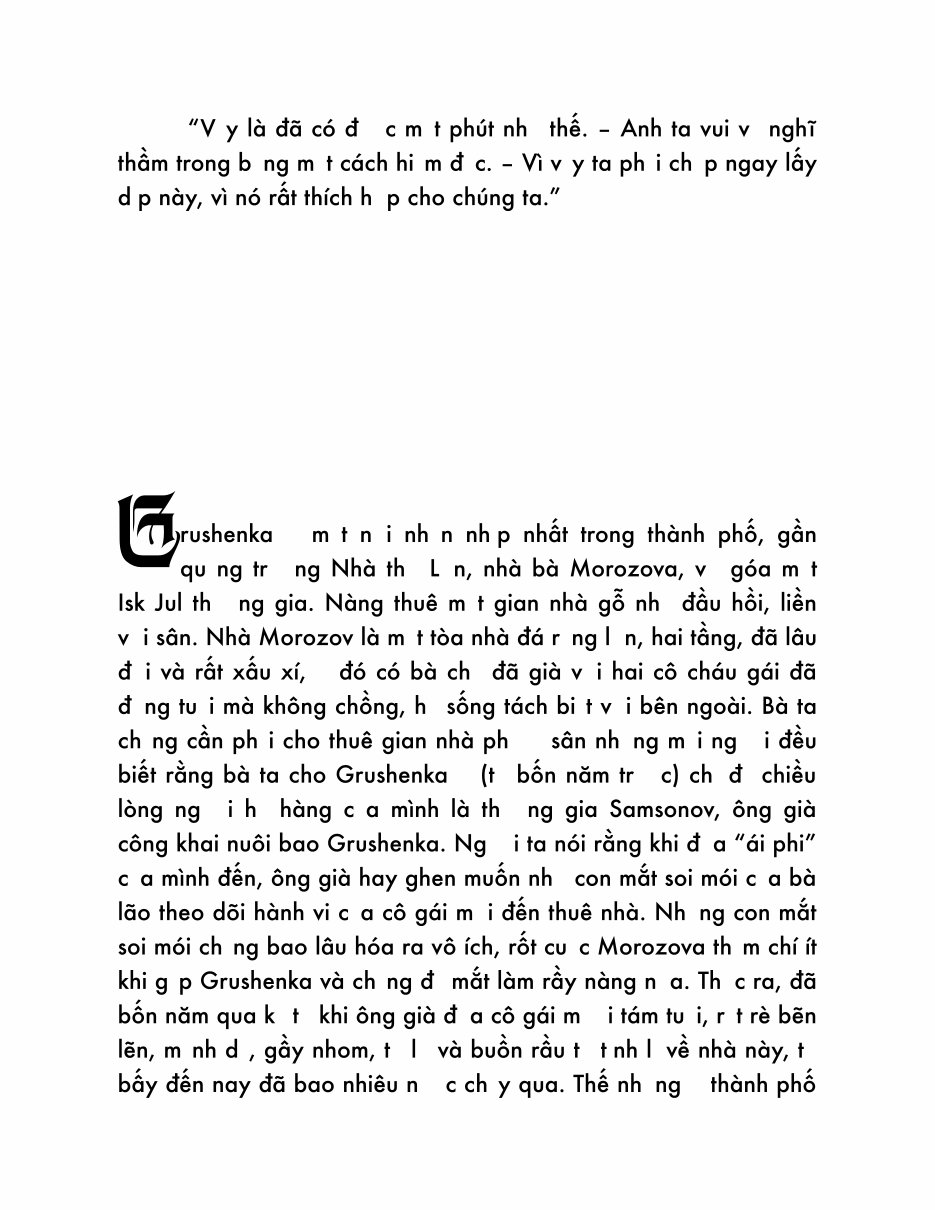 “V y là đã có đ c m t phút nh thế. – Anh ta vui v nghĩ
thầm trong b ng m t cách hi m đ c. – Vì v y ta ph i ch p ngay lấy
d p này, vì nó rất thích h p cho chúng ta.”
Grushenka m t n i nh n nh p nhất trong thành phố, gần
qu ng tr ng Nhà th L n, nhà bà Morozova, v góa m t
Isk Jul th ng gia. Nàng thuê m t gian nhà gỗ nh đầu hồi, liền
v i sân. Nhà Morozov là m t tòa nhà đá r ng l n, hai tầng, đã lâu
đ i và rất xấu xí, đó có bà ch đã già v i hai cô cháu gái đã
đ ng tu i mà không chồng, h sống tách bi t v i bên ngoài. Bà ta
ch ng cần ph i cho thuê gian nhà ph sân nh ng m i ng i đều
biết rằng bà ta cho Grushenka (t bốn năm tr c) ch đ chiều
lòng ng i h hàng c a mình là th ng gia Samsonov, ông già
công khai nuôi bao Grushenka. Ng i ta nói rằng khi đ a “ái phi”
c a mình đến, ông già hay ghen muốn nh con mắt soi mói c a bà
lão theo dõi hành vi c a cô gái m i đến thuê nhà. Nh ng con mắt
soi mói ch ng bao lâu hóa ra vô ích, rốt cu c Morozova th m chí ít
khi g p Grushenka và ch ng đ mắt làm rầy nàng n a. Th c ra, đã
bốn năm qua k t khi ông già đ a cô gái m i tám tu i, r t rè bẽn
lẽn, m nh d , gầy nhom, t l và buồn rầu t t nh l về nhà này, t
bấy đến nay đã bao nhiêu n c ch y qua. Thế nh ng thành phố